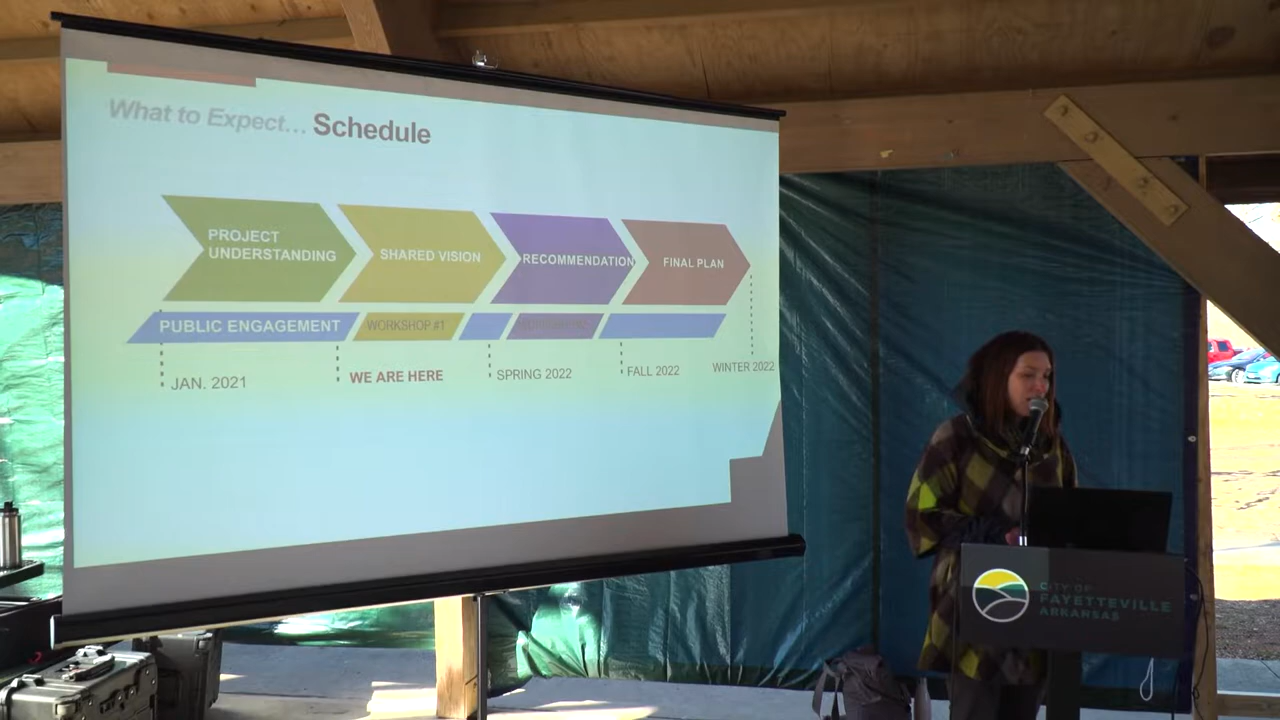 What to Expect... Schedule
PROJECT
UNDERSTANDING
SHARED VISION
RECOMMENDATION
FINAL PLAN
PUBLIC ENGAGEMENT
WORKSHOP #1
JAN. 2021
WE ARE HERE
SPRING 2022
FALL 2022
WINTER 2022
CITY OF
FAYETTEVILLE
ARKANSAS